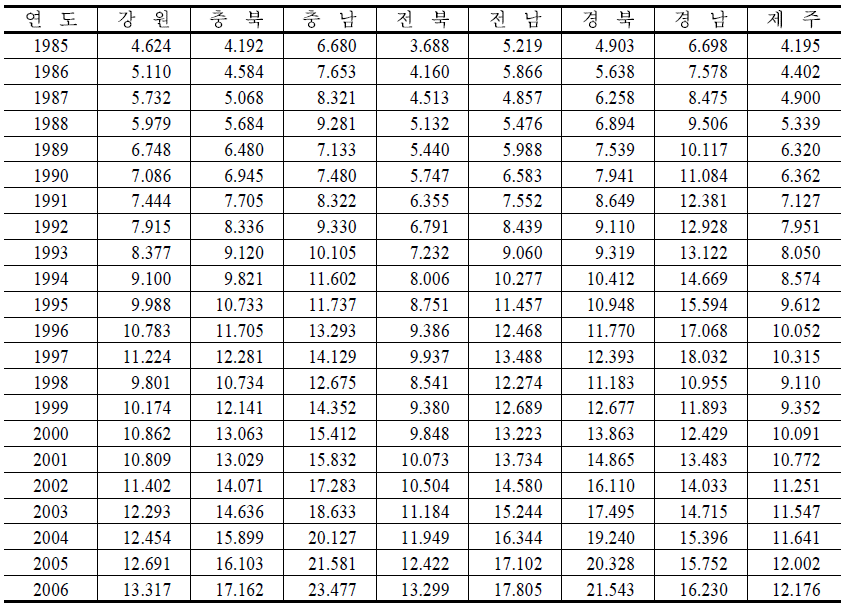 연 도 강 원 충 북 충 남 전 북 전 남 경 북 경 남 제 주
1985 4.624 4.192 6.680 3.688 5.219 4.903 6.698 4.195
1986 5.110 4.584 7.653 4.160 5.866 5.638 7.578 4.402
1987 5.732 5.068 8.321 4.513 4.857 6.258 8.475 4.900
1988 5.979 5.684 9.281 5.132 5.476 6.894 9.506 5.339
1989 6.748 6.480 7.133 5.440 5.988 7.539 10.117 6.320
1990 7.086 6.945 7.480 5.747 6.583 7.941 11.084 6.362
1991 7.444 7.705 8.322 6.355 7.552 8.649 12.381 7.127
1992 7.915 8.336 9.330 6.791 8.439 9.110 12.928 7.951
1993 8.377 9.120 10.105 7.232 9.060 9.319 13.122 8.050
1994 9.100 9.821 11.602 8.006 10.277 10.412 14.669 8.574
1995 9.988 10.733 11.737 8.751 11.457 10.948 15.594 9.612
1996 10.783 11.705 13.293 9.386 12.468 11.770 17.068 10.052
1997 11.224 12.281 14.129 9.937 13.488 12.393 18.032 10.315
1998 9.801 10.734 12.675 8.541 12.274 11.183 10.955 9.110
1999 10.174 12.141 14.352 9.380 12.689 12.677 11.893 9.352
2000 10.862 13.063 15.412 9.848 13.223 13.863 12.429 10.091
2001 10.809 13.029 15.832 10.073 13.734 14.865 13.483 10.772
2002 11.402 14.071 17.283 10.504 14.580 16.110 14.033 11.251
2003 12.293 14.636 18.633 11.184 15.244 17.495 14.715 11.547
2004 12.454 15.899 20.127 11.949 16.344 19.240 15.396 11.641
2005 12.691 16.103 21.581 12.422 17.102 20.328 15.752 12.002
2006 13.317 17.162 23.477 13.299 17.805 21.543 16.230 12.176